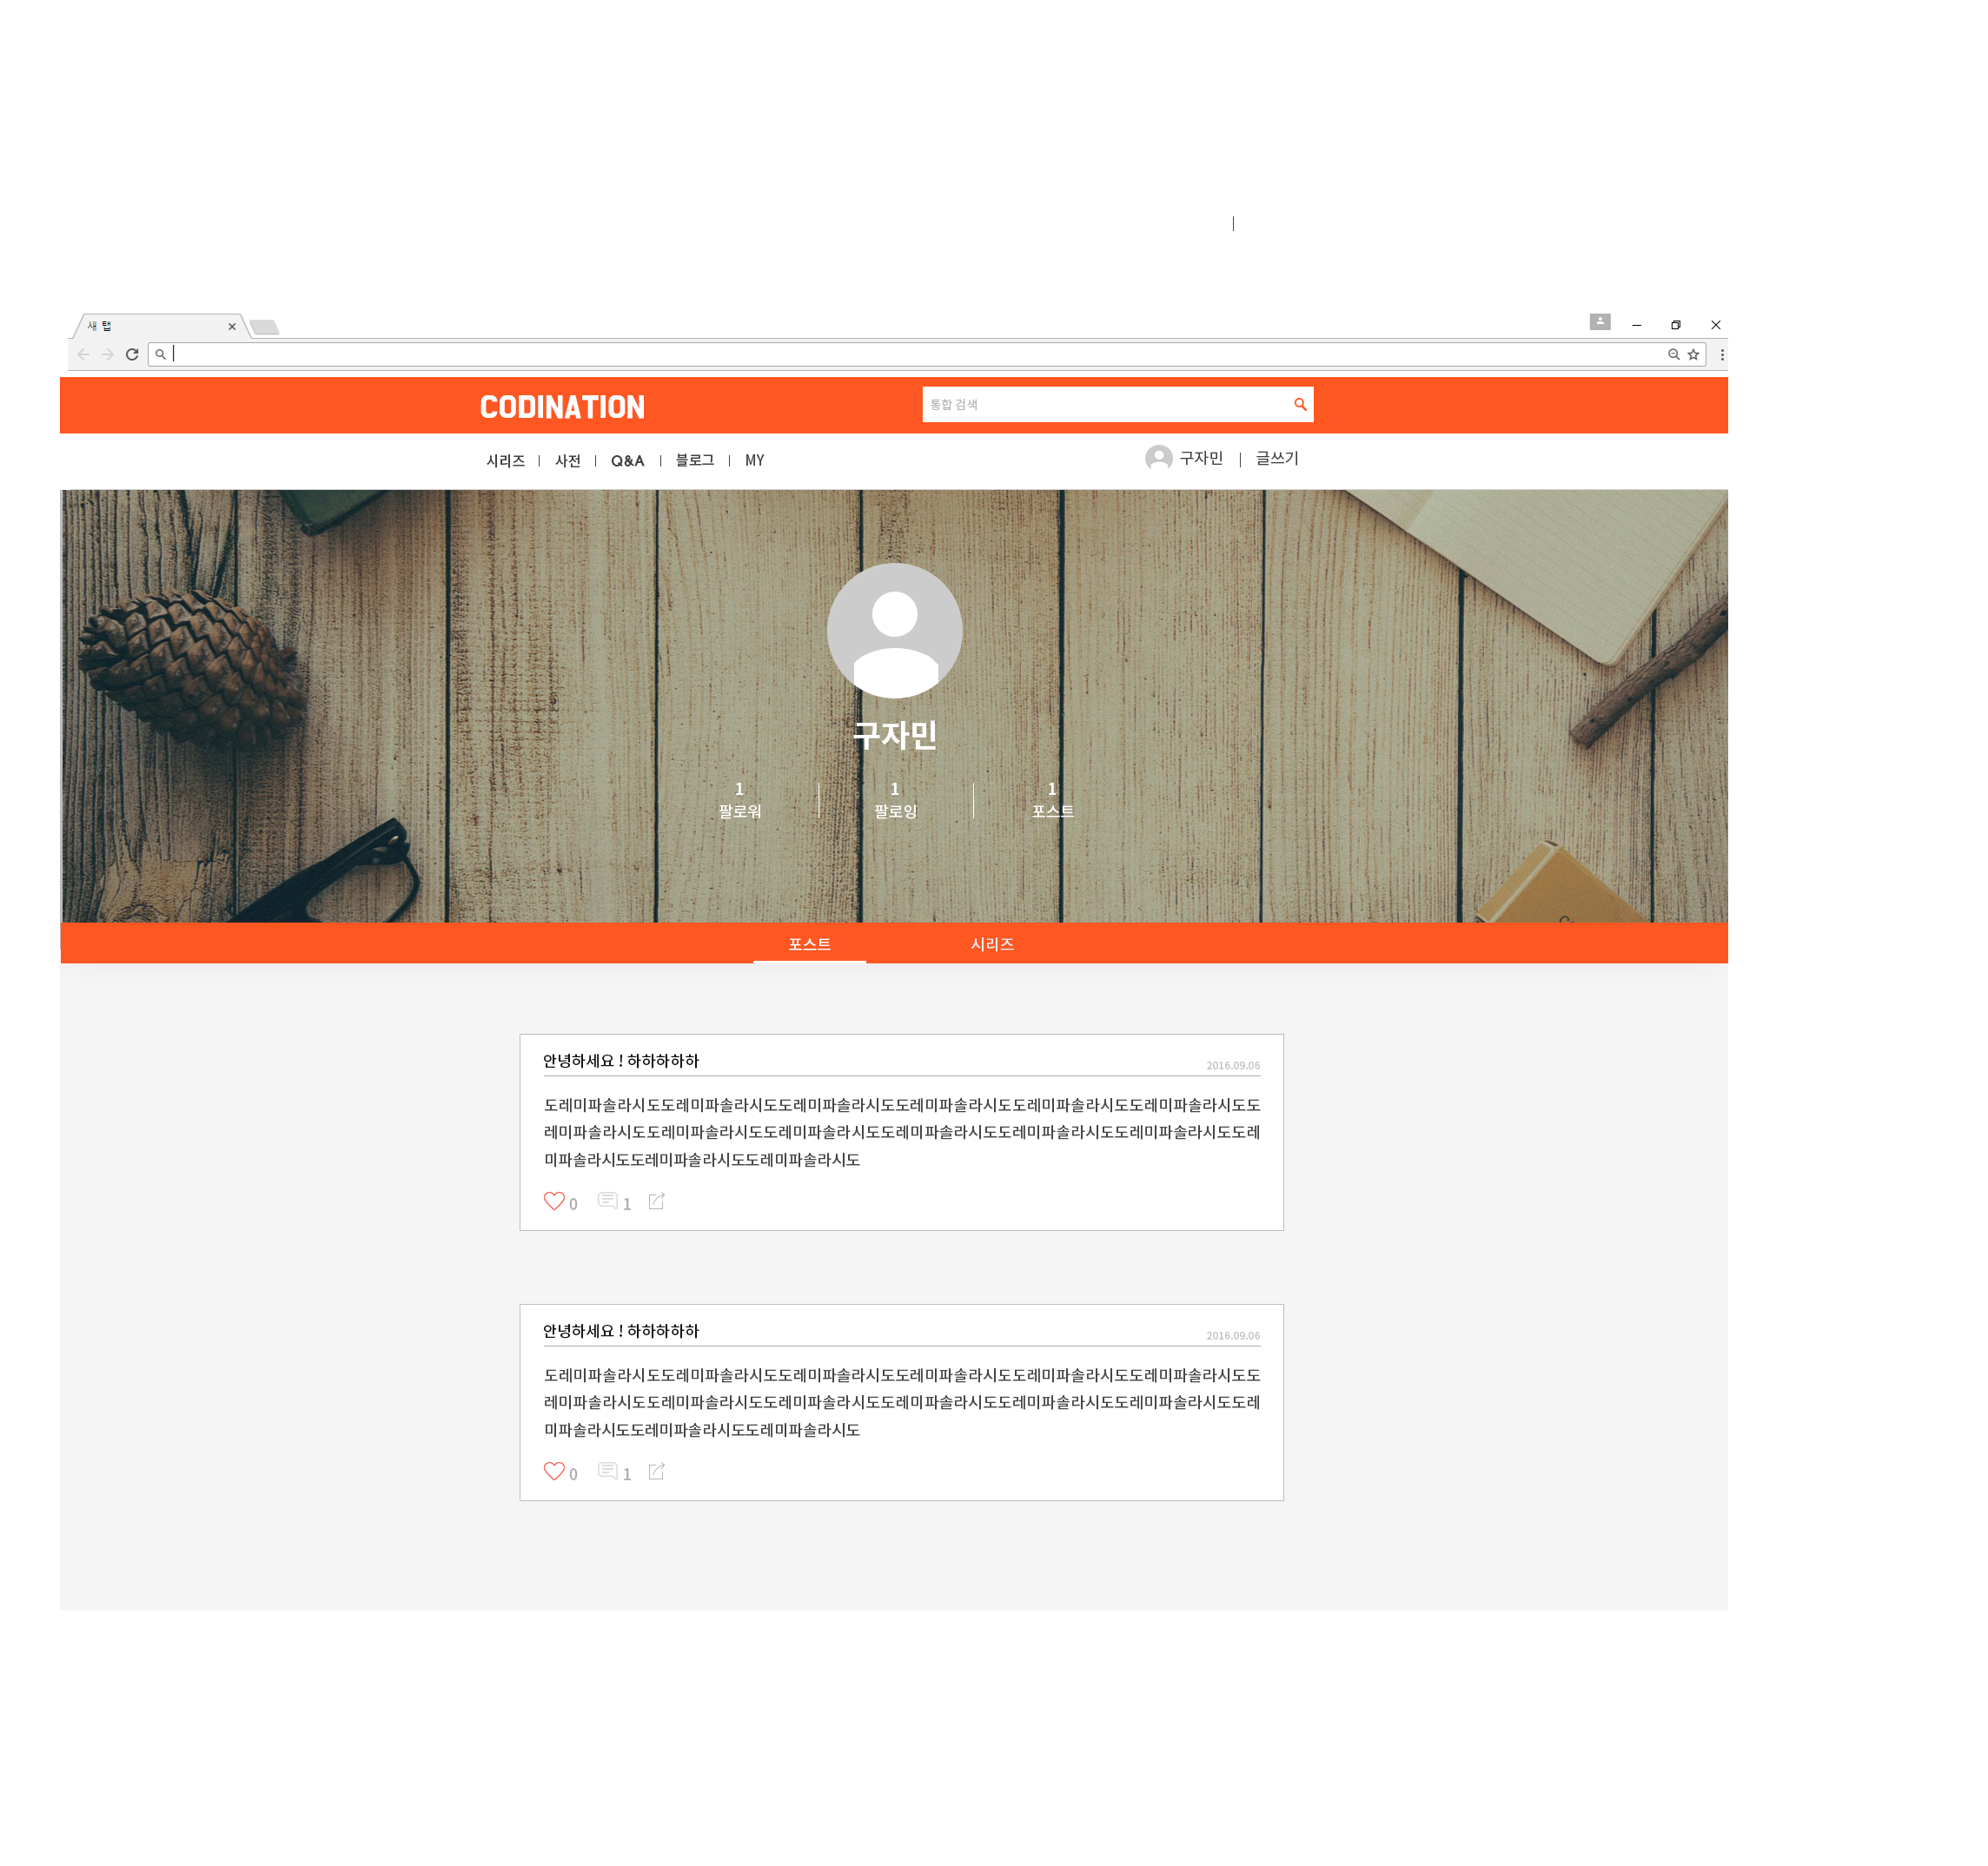 새 탭
CODINATION
통합 검색
시리즈 | 사전 | Q&A | 블로그 | MY
구자민 | 글쓰기
구자민
1 1 1
팔로워 팔로잉 포스트
포스트 시리즈
안녕하세요 ! 하하하하하 2016.09.06
도레미파솔라시도도레미파솔라시도도레미파솔라시도도레미파솔라시도도레미파솔라시도도레미파솔라시도도
레미파솔라시도도레미파솔라시도도레미파솔라시도도레미파솔라시도도레미파솔라시도도레미파솔라시도도레
미파솔라시도도레미파솔라시도도레미파솔라시도
0 1
안녕하세요 ! 하하하하하 2016.09.06
도레미파솔라시도도레미파솔라시도도레미파솔라시도도레미파솔라시도도레미파솔라시도도레미파솔라시도도
레미파솔라시도도레미파솔라시도도레미파솔라시도도레미파솔라시도도레미파솔라시도도레미파솔라시도도레
미파솔라시도도레미파솔라시도도레미파솔라시도
0 1